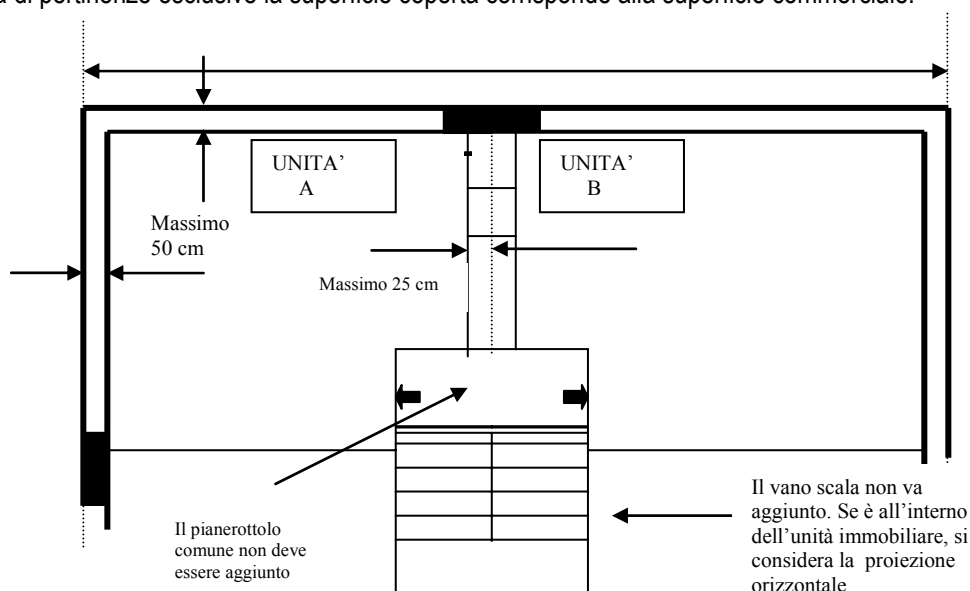 di pertinenze esclusive la superficie coperta corrisponde alla superficie commerciale.
UNITA’
A
UNITA’
B
Massimo
50 cm
Massimo 25 cm
Il pianerottolo
comune non deve
essere aggiunto
Il vano scala non va
aggiunto. Se è all’interno
dell’unità immobiliare, si
considera la proiezione
orizzontale